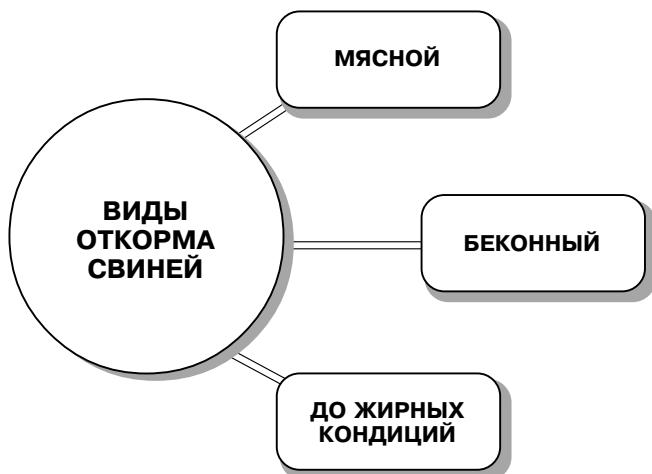 МЯСНОЙ
ВИДЫ
ОТКОРМА
СВИНЕЙ
БЕКОННЫЙ
ДО ЖИРНЫХ
КОНДИЦИЙ